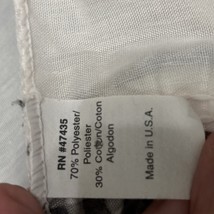 RN #47435
70% Polyester/
Poliester
30% Cotton/Coton
Algodon
Made in U.S.A.